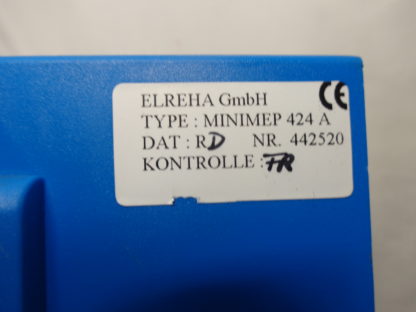 ELREHA GmbH CE
TYPE : MINIMEP 424 A
DAT : RD NR. 442520
KONTROLLE : FR